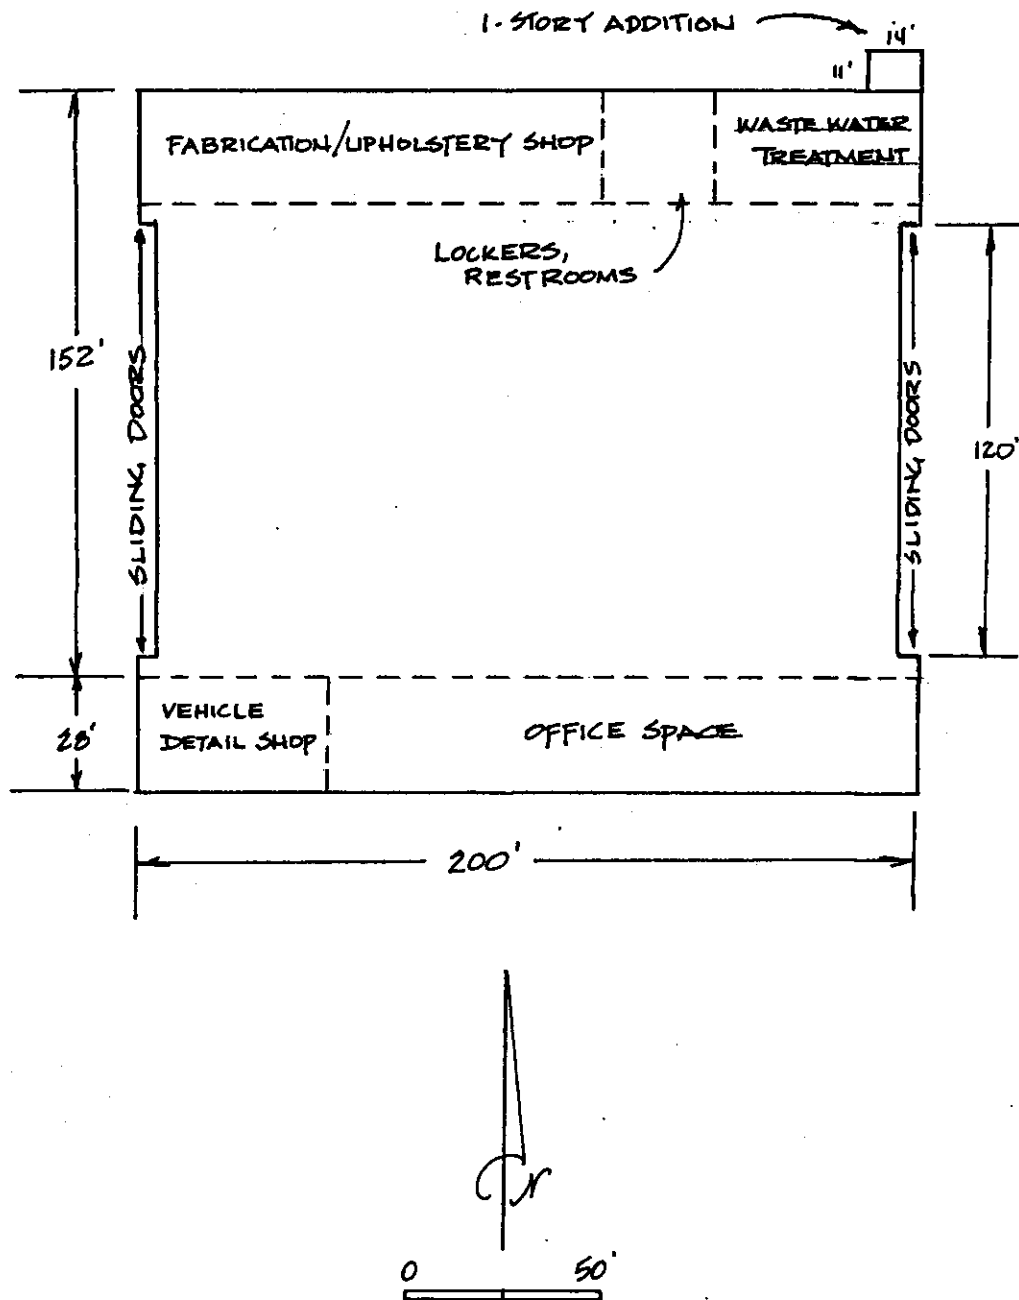 1-STORY ADDITION
14'
11'
FABRICATION/UPHOLSTERY SHOP
WASTE WATER
TREATMENT
LOCKERS,
RESTROOMS
152'
SLIDING DOORS
SLIDING DOORS
120'
28'
VEHICLE
DETAIL SHOP
OFFICE SPACE
200'
N
0 50'